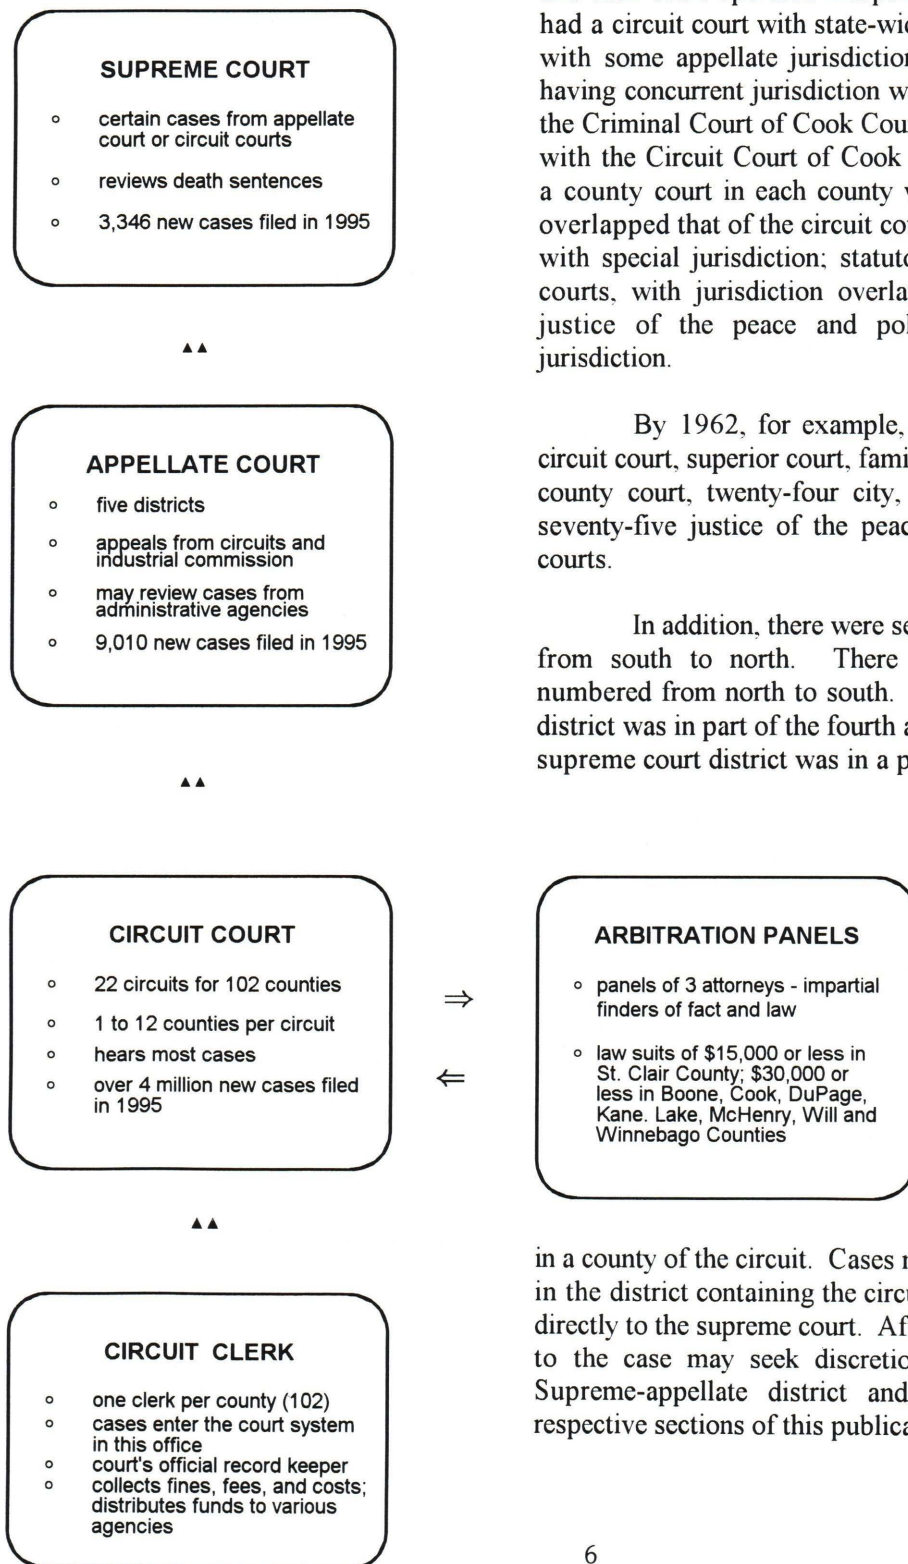 SUPREME COURT
° certain cases from appellate
court or circuit courts
° reviews death sentences
° 3,346 new cases filed in 1995
▲▲
APPELLATE COURT
° five districts
° appeals from circuits and
industrial commission
° may review cases from
administrative agencies
° 9,010 new cases filed in 1995
▲▲
CIRCUIT COURT
° 22 circuits for 102 counties
° 1 to 12 counties per circuit
° hears most cases
° over 4 million new cases filed
in 1995
⇒
⇐
ARBITRATION PANELS
° panels of 3 attorneys - impartial
finders of fact and law
° law suits of $15,000 or less in
St. Clair County; $30,000 or
less in Boone, Cook, DuPage,
Kane. Lake, McHenry, Will and
Winnebago Counties
▲▲
CIRCUIT CLERK
° one clerk per county (102)
° cases enter the court system
in this office
° court's official record keeper
° collects fines, fees, and costs;
distributes funds to various
agencies
had a circuit court with state-wid
with some appellate jurisdiction
having concurrent jurisdiction w
the Criminal Court of Cook Cou
with the Circuit Court of Cook
a county court in each county
overlapped that of the circuit co
with special jurisdiction; statuto
courts, with jurisdiction overla
justice of the peace and pol
jurisdiction.
By 1962, for example,
circuit court, superior court, fami
county court, twenty-four city,
seventy-five justice of the peac
courts.
In addition, there were se
from south to north. There
numbered from north to south.
district was in part of the fourth a
supreme court district was in a p
in a county of the circuit. Cases
in the district containing the circu
directly to the supreme court. Af
to the case may seek discretio
Supreme-appellate district and
respective sections of this publica
6